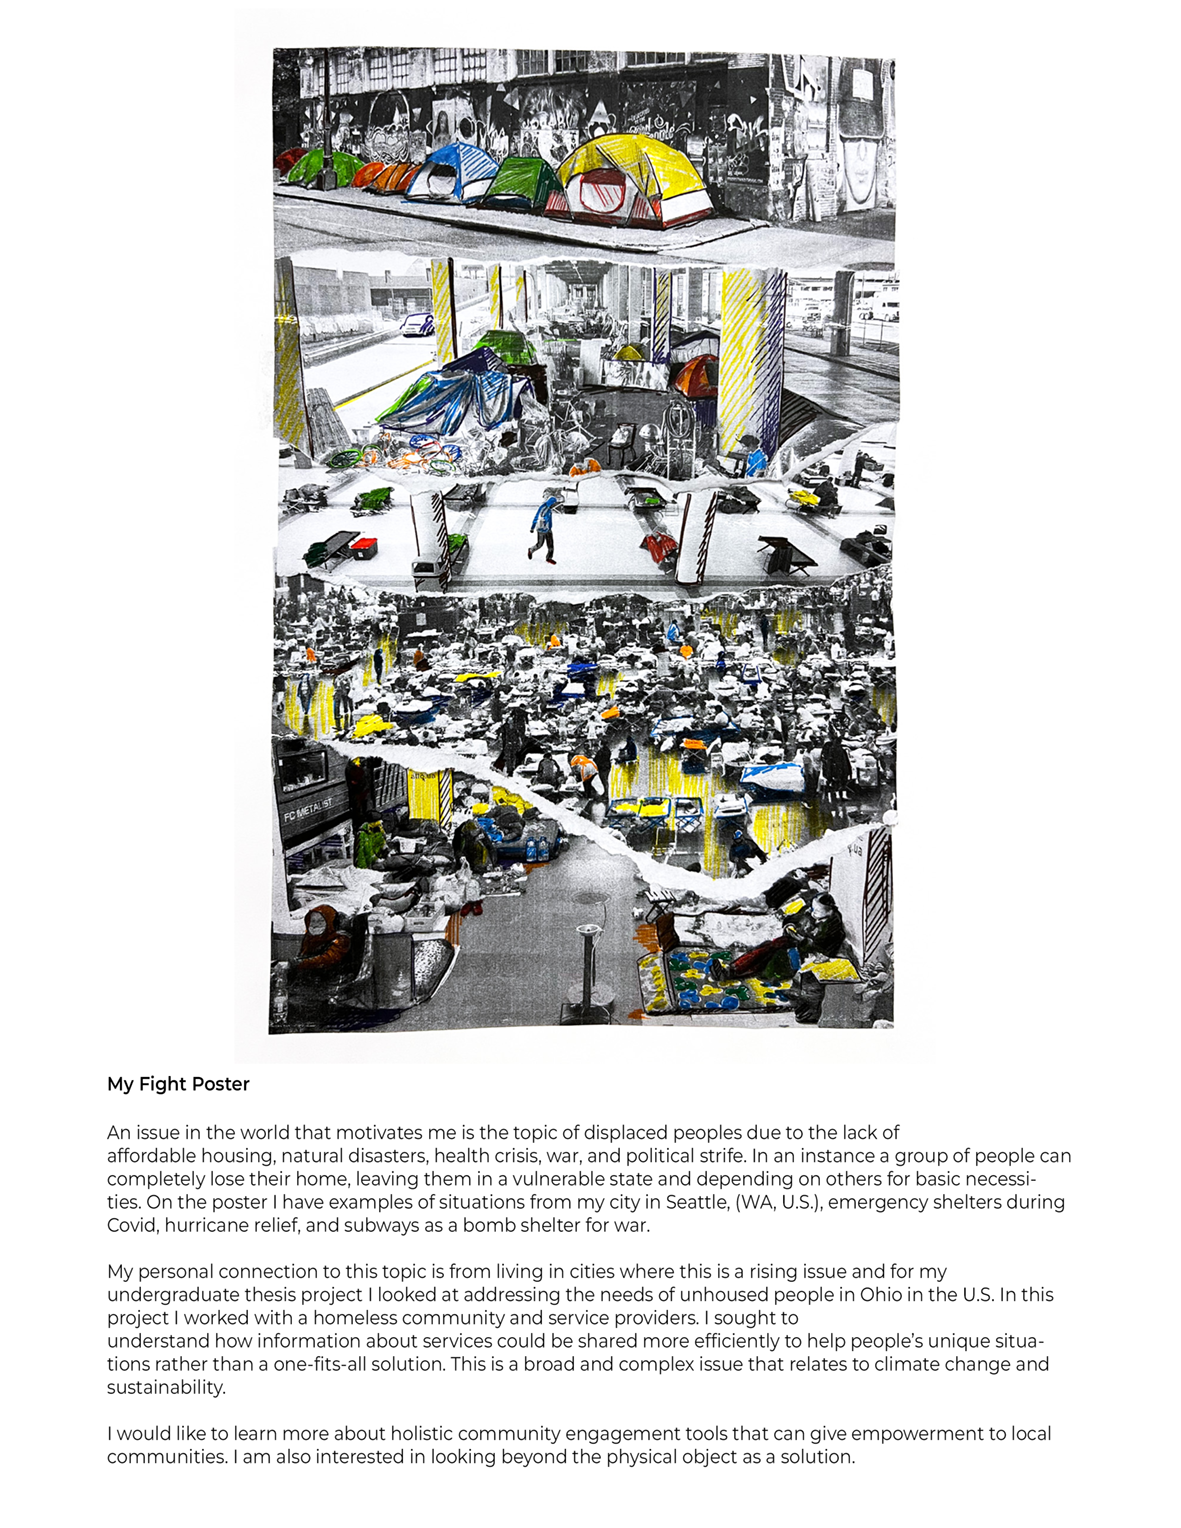 FC METALIST
My Fight Poster
An issue in the world that motivates me is the topic of displaced peoples due to the lack of
affordable housing, natural disasters, health crisis, war, and political strife. In an instance a group of people can
completely lose their home, leaving them in a vulnerable state and depending on others for basic necessi-
ties. On the poster I have examples of situations from my city in Seattle, (WA, U.S.), emergency shelters during
Covid, hurricane relief, and subways as a bomb shelter for war.
My personal connection to this topic is from living in cities where this is a rising issue and for my
undergraduate thesis project I looked at addressing the needs of unhoused people in Ohio in the U.S. In this
project I worked with a homeless community and service providers. I sought to
understand how information about services could be shared more efficiently to help people's unique situa-
tions rather than a one-fits-all solution. This is a broad and complex issue that relates to climate change and
sustainability.
I would like to learn more about holistic community engagement tools that can give empowerment to local
communities. I am also interested in looking beyond the physical object as a solution.